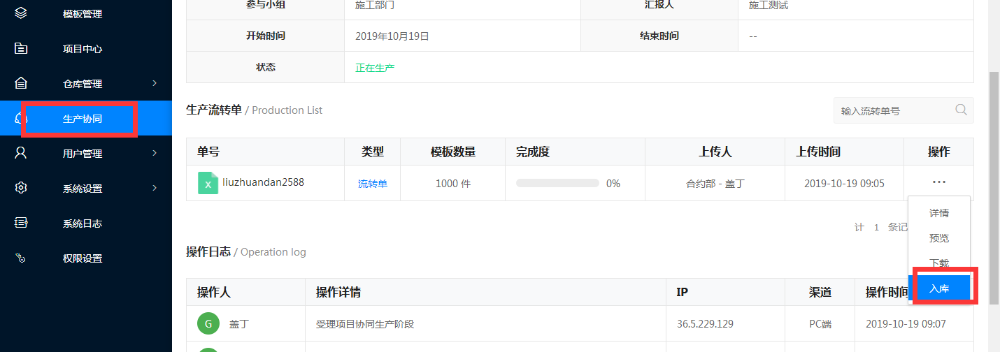 模板管理
项目中心
仓库管理
生产协同
用户管理
系统设置
系统日志
权限设置
参与小组 施工部门 汇报人 施工测试
开始时间 2019年10月19日 结束时间 --
状态 正在生产
生产流转单 / Production List 输入流转单号
单号 类型 模板数量 完成度 上传人 上传时间 操作
X liuzhuandan2588 流转单 1000 件 0% 合约部 - 盖丁 2019-10-19 09:05 ···
详情
预览
下载
入库
计 1 条记
操作日志 / Operation log
操作人 操作详情 IP 渠道 操作时间
G 盖丁 受理项目协同生产阶段 36.5.229.129 PC端 2019-10-19 09:07